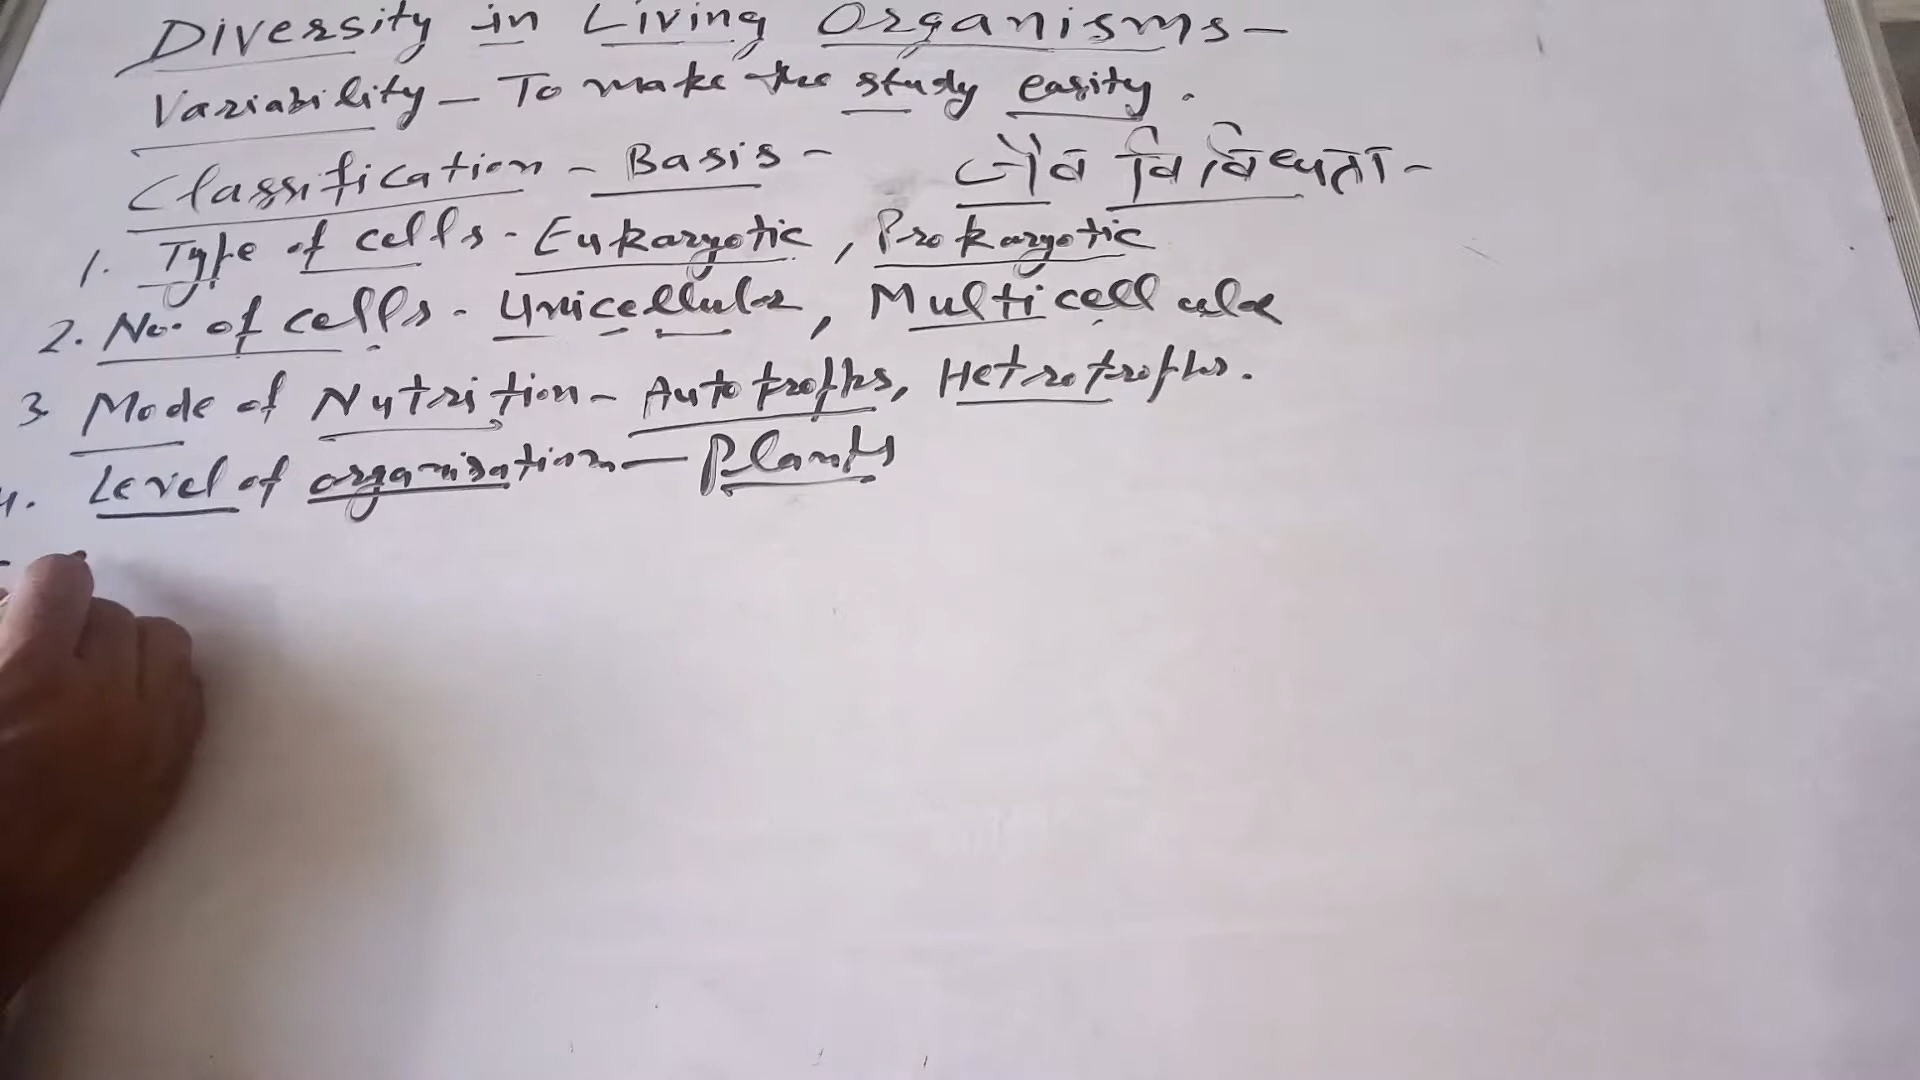 Diversity in Living Organisms-
Variability - To make the study easity.
Classification - Basis - जैव विविधता-
1. Type of cells - Eukaryotic, Prokaryotic
2. No. of cells - Unicellular, Multicellular
3 Mode of Nutrition - Autotrophs, Hetrotrophs.
4. Level of organisation - Plants